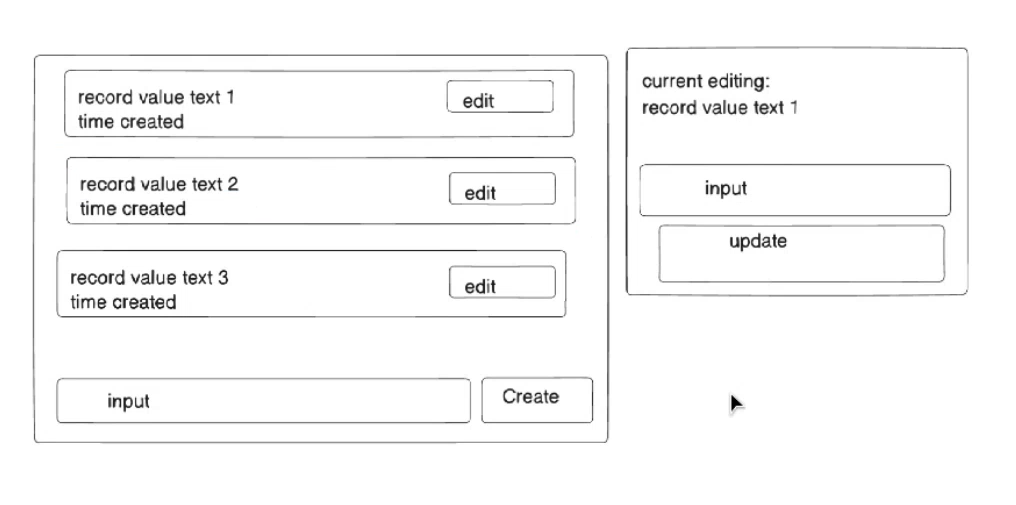 record value text 1
time created
edit
record value text 2
time created
edit
record value text 3
time created
edit
input
Create
current editing:
record value text 1
input
update